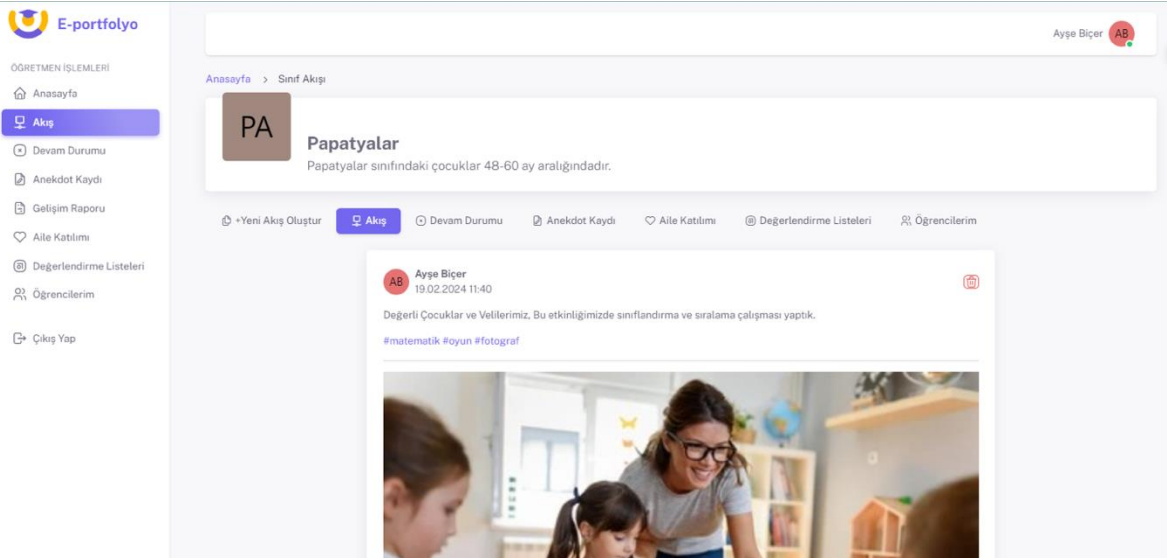 E-portfolyo
ÖĞRETMEN İŞLEMLERİ
Anasayfa
Akış
Devam Durumu
Anekdot Kaydı
Gelişim Raporu
Aile Katılımı
Değerlendirme Listeleri
Öğrencilerim
Çıkış Yap
Ayşe Biçer AB
Anasayfa > Sınıf Akışı
PA
Papatyalar
Papatyalar sınıfındaki çocuklar 48-60 ay aralığındadır.
+Yeni Akış Oluştur Akış Devam Durumu Anekdot Kaydı Aile Katılımı Değerlendirme Listeleri Öğrencilerim
AB Ayşe Biçer
19.02.2024 11:40
Değerli Çocuklar ve Velilerimiz, Bu etkinliğimizde sınıflandırma ve sıralama çalışması yaptık.
#matematik #oyun #fotograf